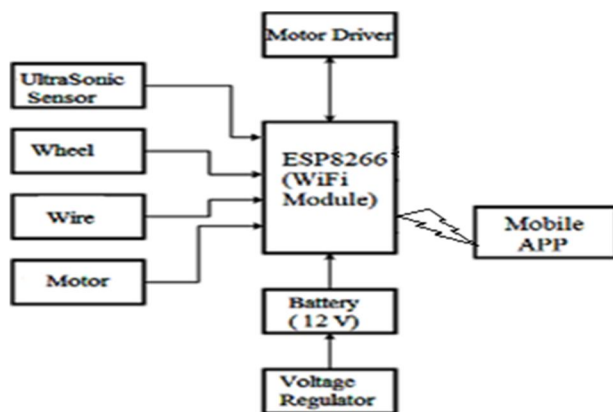 Motor Driver
UltraSonic
Sensor
Wheel
Wire
Motor
ESP8266
(WiFi
Module)
Mobile
APP
Battery
( 12 V)
Voltage
Regulator